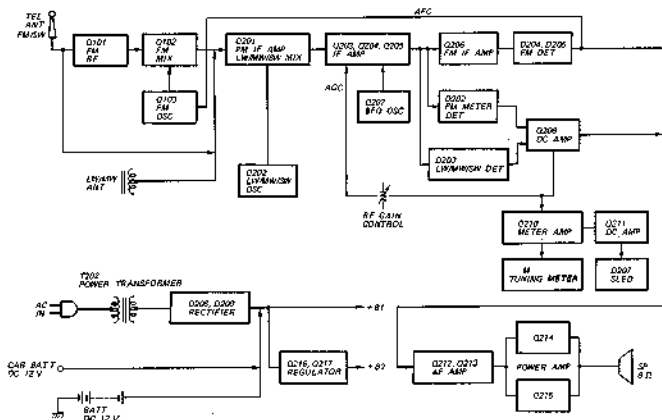 TEL
ANT
FM/SW
AFC
Q101
FM
RF
Q102
FM
MIX
Q201
FM IF AMP
LW/MW/SW MIX
Q203, Q204, Q205
IF AMP
Q206
FM IF AMP
D204, D205
FM DET
Q103
FM
OSC
AGC
Q207
BFO OSC
D202
FM METER
DET
Q208
DC AMP
LW/MW
ANT
Q202
LW/MW/SW
OSC
D203
LW/MW/SW DET
RF GAIN
CONTROL
Q210
METER AMP
Q211
DC AMP
T202
POWER TRANSFORMER
M
TUNING METER
D207
SLED
AC
IN
D208, D209
RECTIFIER
+B1
Q214
CAR BATT
DC 12 V
Q216, Q217
REGULATOR
+B2
Q212, Q213
AF AMP
POWER AMP
SP
8 Ω
Q215
BATT
DC 12 V